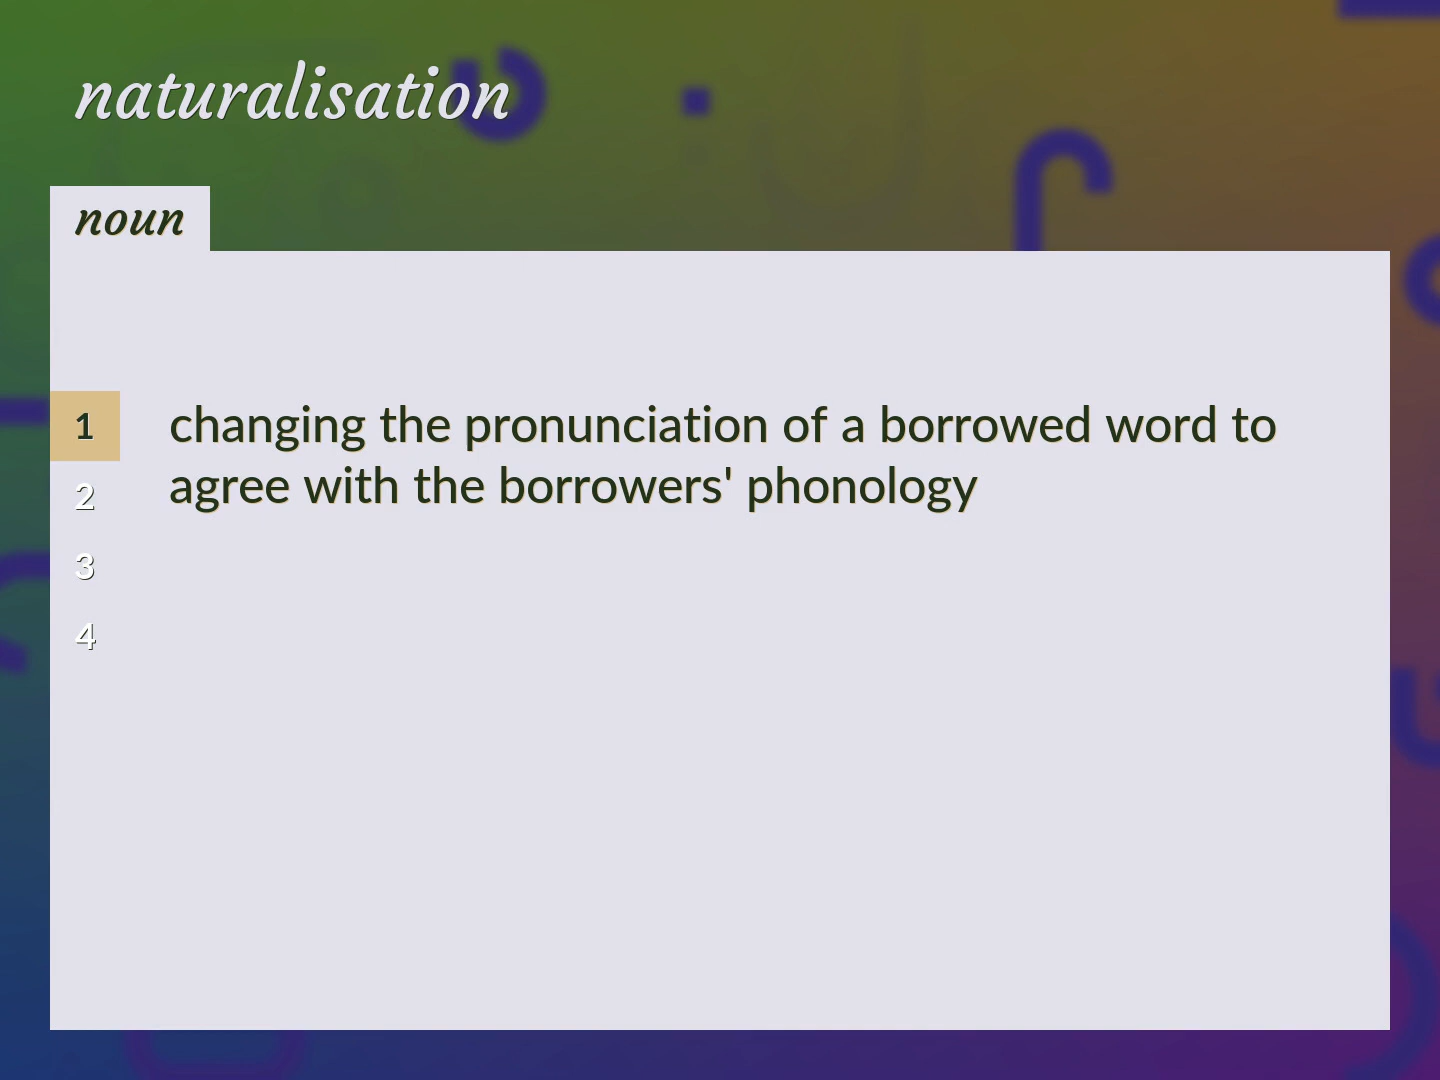 naturalisation
noun
1 changing the pronunciation of a borrowed word to
agree with the borrowers' phonology
2
3
4